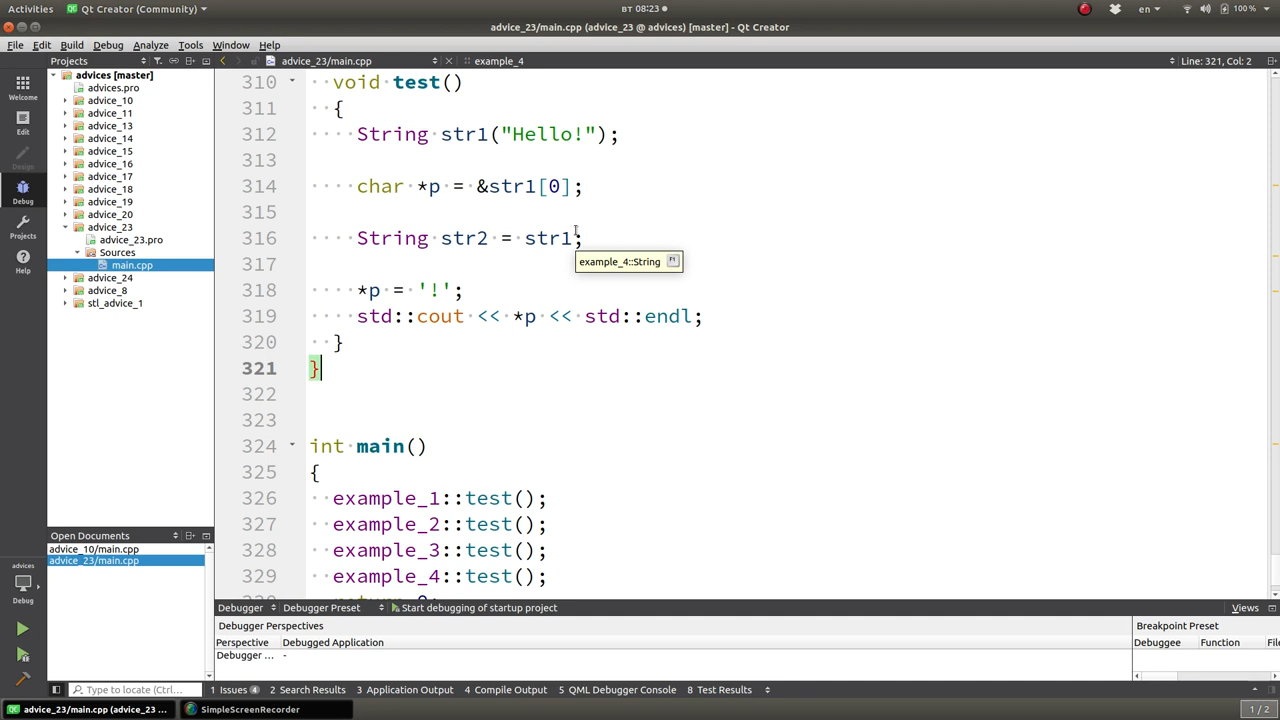 Activities Qt Creator (Community) вт 08:23 en 100 %
advice_23/main.cpp (advice_23 @ advices) [master] - Qt Creator
File Edit Build Debug Analyze Tools Window Help
Projects advice_23/main.cpp example_4 Line: 321, Col: 2
Welcome
Edit
Design
Debug
Projects
Help
advices
Debug
advices [master]
advices.pro
advice_10
advice_11
advice_13
advice_14
advice_15
advice_16
advice_17
advice_18
advice_19
advice_20
advice_23
advice_23.pro
Sources
main.cpp
advice_24
advice_8
stl_advice_1
Open Documents
advice_10/main.cpp
advice_23/main.cpp
310 void test()
311 {
312 String str1("Hello!");
313
314 char *p = &str1[0];
315
316 String str2 = str1;
example_4::String F1
317
318 *p = '!';
319 std::cout << *p << std::endl;
320 }
321 }
322
323
324 int main()
325 {
326 example_1::test();
327 example_2::test();
328 example_3::test();
329 example_4::test();
Debugger Debugger Preset Start debugging of startup project Views
Debugger Perspectives Breakpoint Preset
Perspective Debugged Application Debuggee Function File
Debugger ... -
Type to locate (Ctrl... 1 Issues 4 2 Search Results 3 Application Output 4 Compile Output 5 QML Debugger Console 8 Test Results
advice_23/main.cpp (advice_23 ... SimpleScreenRecorder 1 / 2